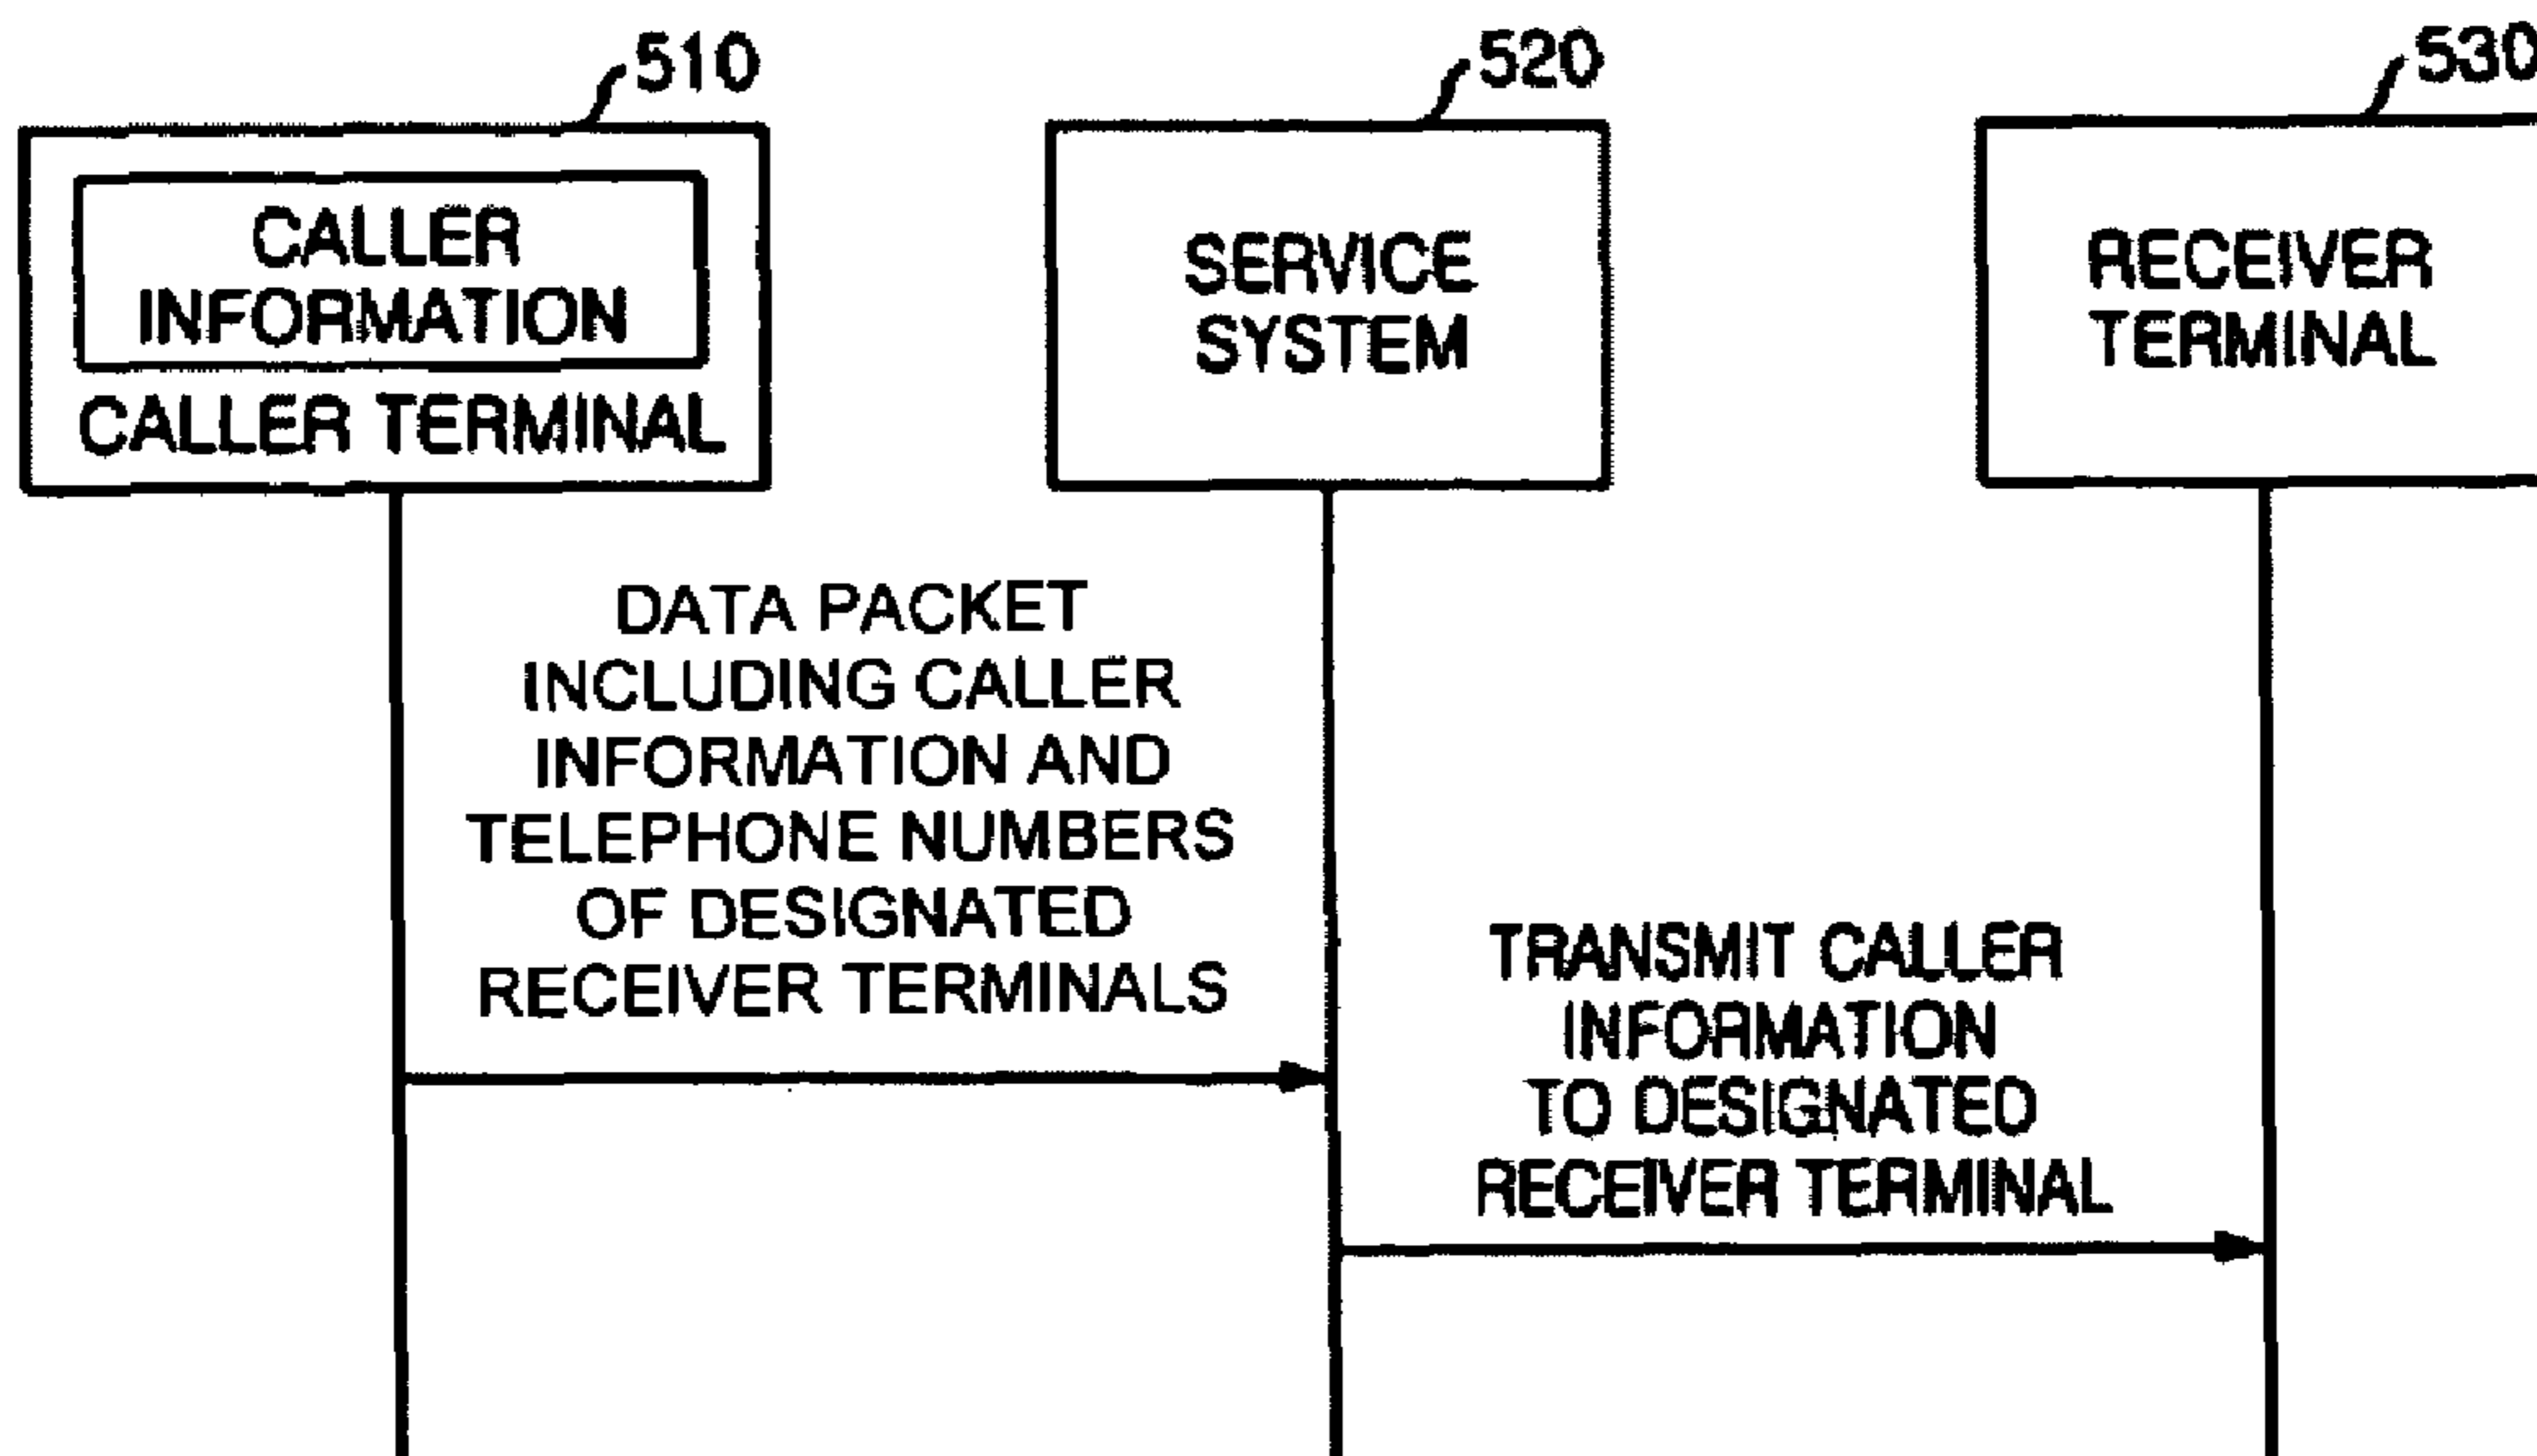 510
520
530
CALLER
INFORMATION
CALLER TERMINAL
SERVICE
SYSTEM
RECEIVER
TERMINAL
DATA PACKET
INCLUDING CALLER
INFORMATION AND
TELEPHONE NUMBERS
OF DESIGNATED
RECEIVER TERMINALS
TRANSMIT CALLER
INFORMATION
TO DESIGNATED
RECEIVER TERMINAL